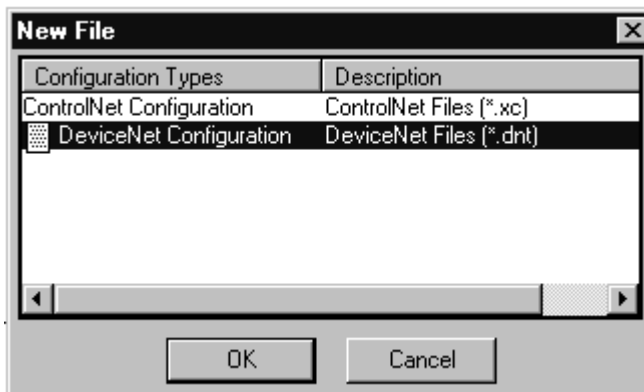 New File
Configuration Types Description
ControlNet Configuration ControlNet Files (*.xc)
DeviceNet Configuration DeviceNet Files (*.dnt)
OK Cancel